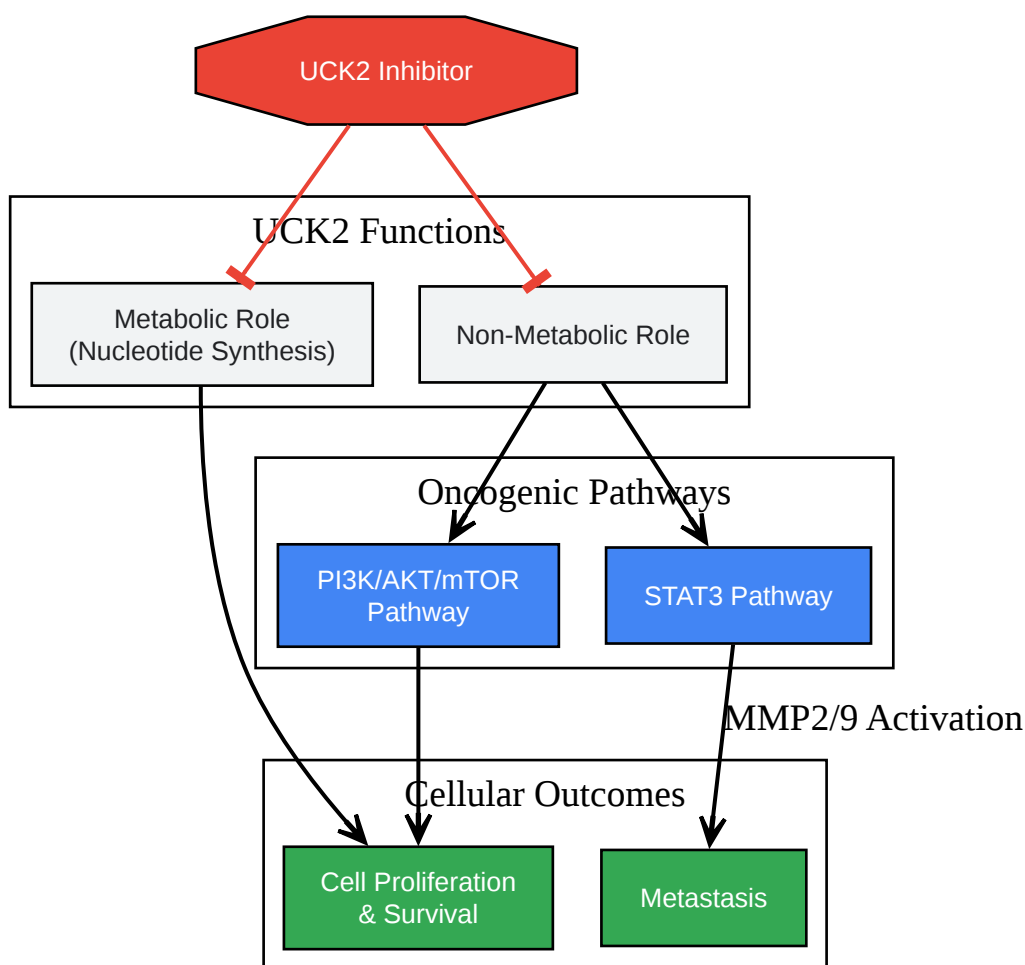 UCK2 Inhibitor
UCK2 Functions
Metabolic Role
(Nucleotide Synthesis)
Non-Metabolic Role
Oncogenic Pathways
PI3K/AKT/mTOR
Pathway
STAT3 Pathway
MMP2/9 Activation
Cellular Outcomes
Cell Proliferation
& Survival
Metastasis